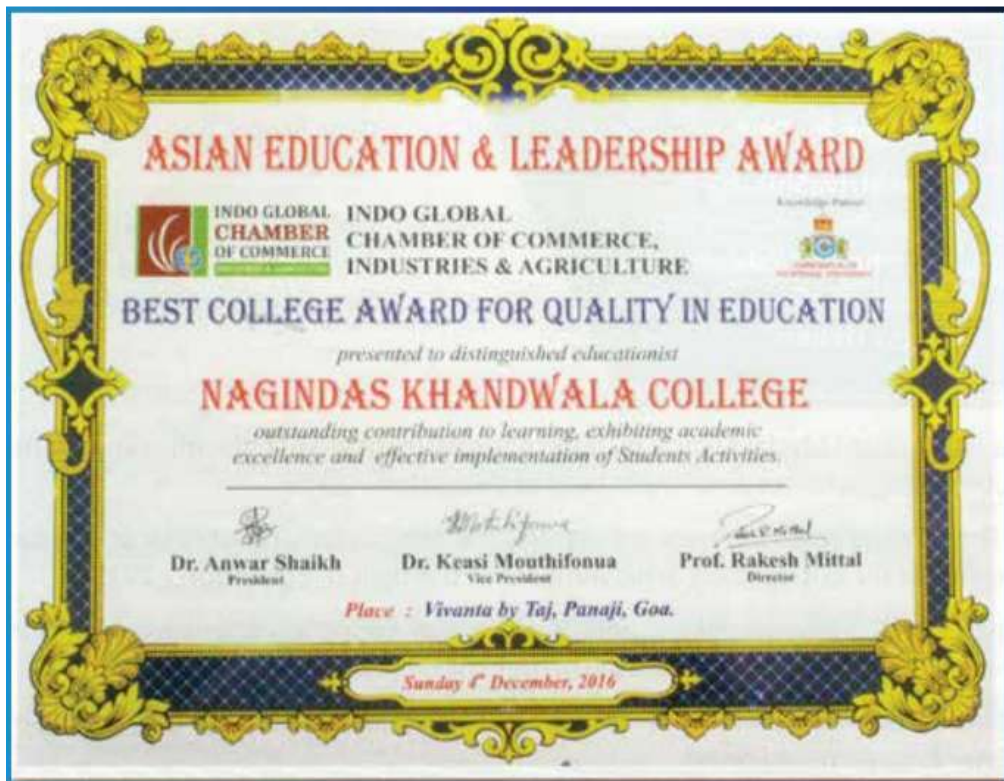 ASIAN EDUCATION & LEADERSHIP AWARD
Knowledge Partner
INDO GLOBAL
CHAMBER
OF COMMERCE
INDO GLOBAL
CHAMBER OF COMMERCE,
INDUSTRIES & AGRICULTURE
BEST COLLEGE AWARD FOR QUALITY IN EDUCATION
presented to distinguished educationist
NAGINDAS KHANDWALA COLLEGE
outstanding contribution to learning, exhibiting academic
excellence and effective implementation of Students Activities.
Dr. Anwar Shaikh
President
Dr. Keasi Mouthifonua
Vice President
Prof. Rakesh Mittal
Director
Place : Vivanta by Taj, Panaji, Goa.
Sunday 4th December, 2016